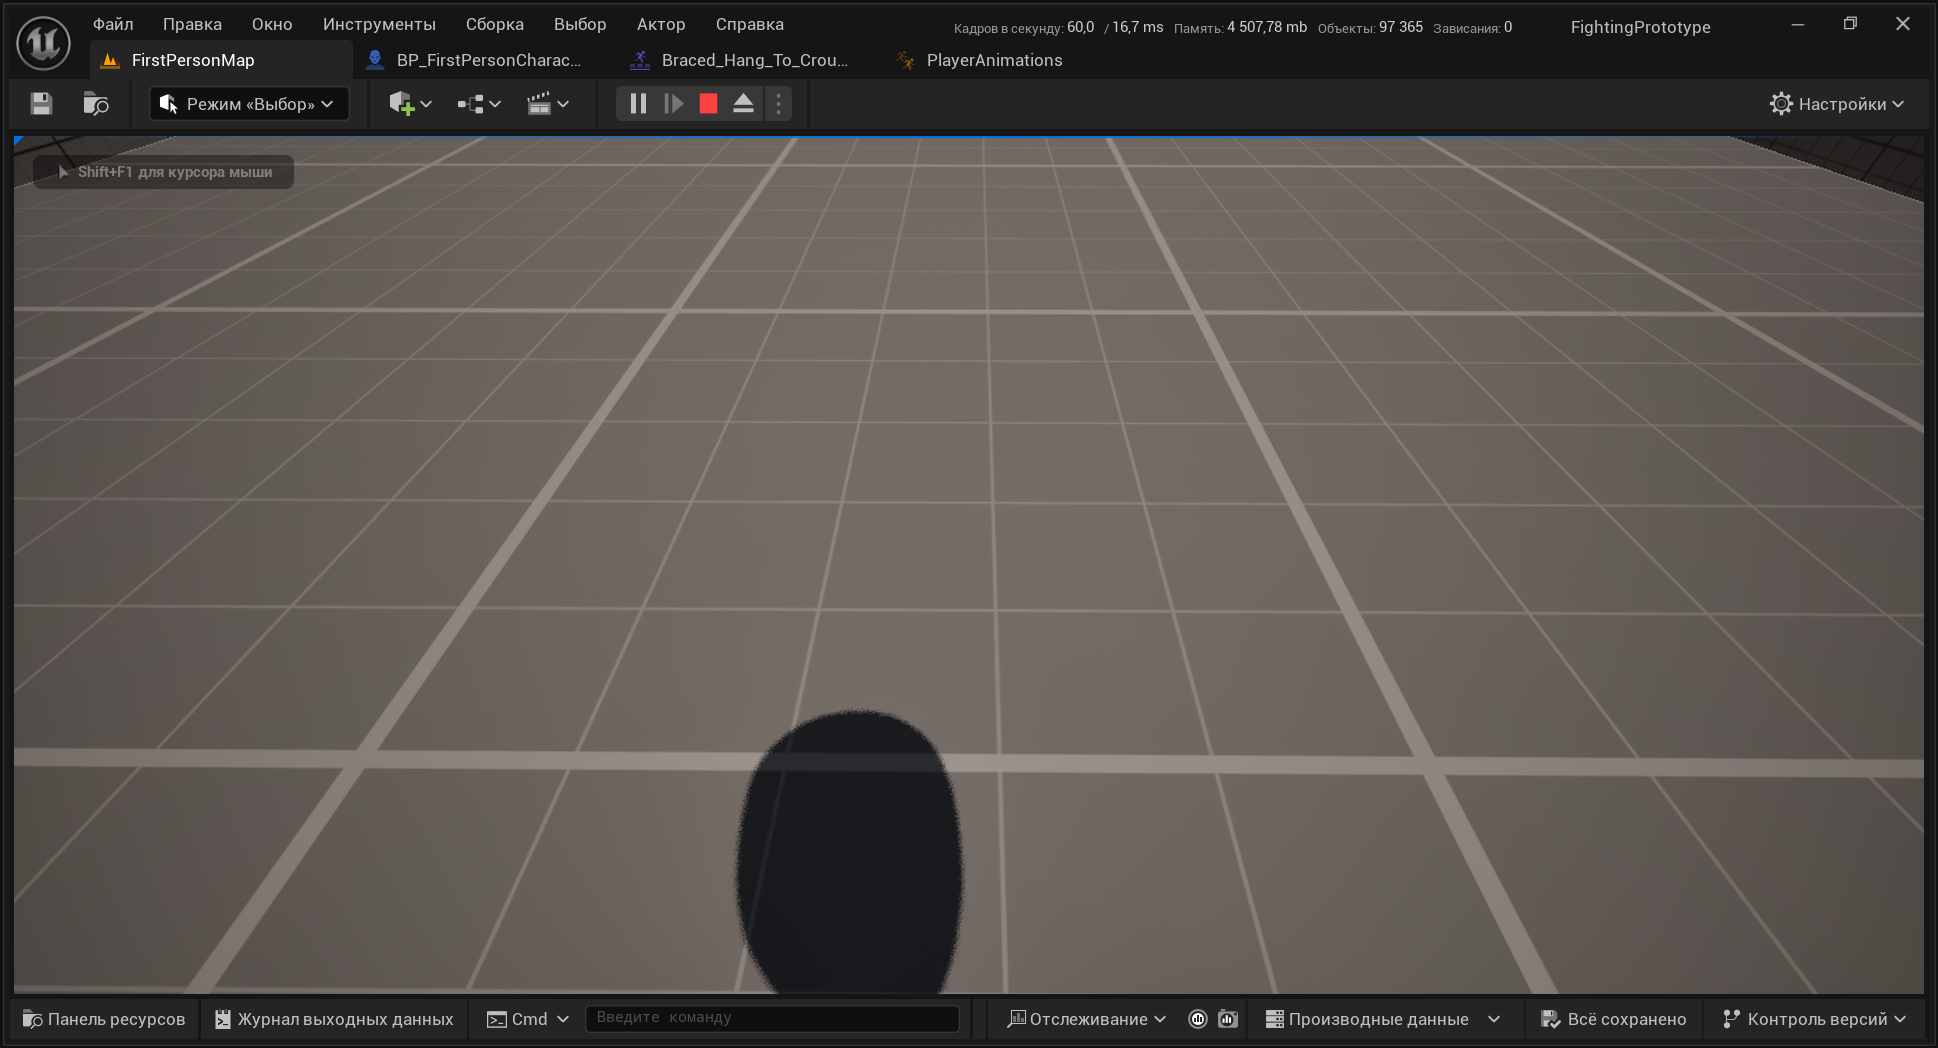 Файл Правка Окно Инструменты Сборка Выбор Актор Справка Кадров в секунду: 60,0 / 16,7 ms Память: 4 507,78 mb Объекты: 97 365 Зависания: 0 FightingPrototype
FirstPersonMap BP_FirstPersonCharac... Braced_Hang_To_Crou... PlayerAnimations
Режим «Выбор» Настройки
Shift+F1 для курсора мыши
Панель ресурсов Журнал выходных данных Cmd Введите команду Отслеживание Производные данные Всё сохранено Контроль версий